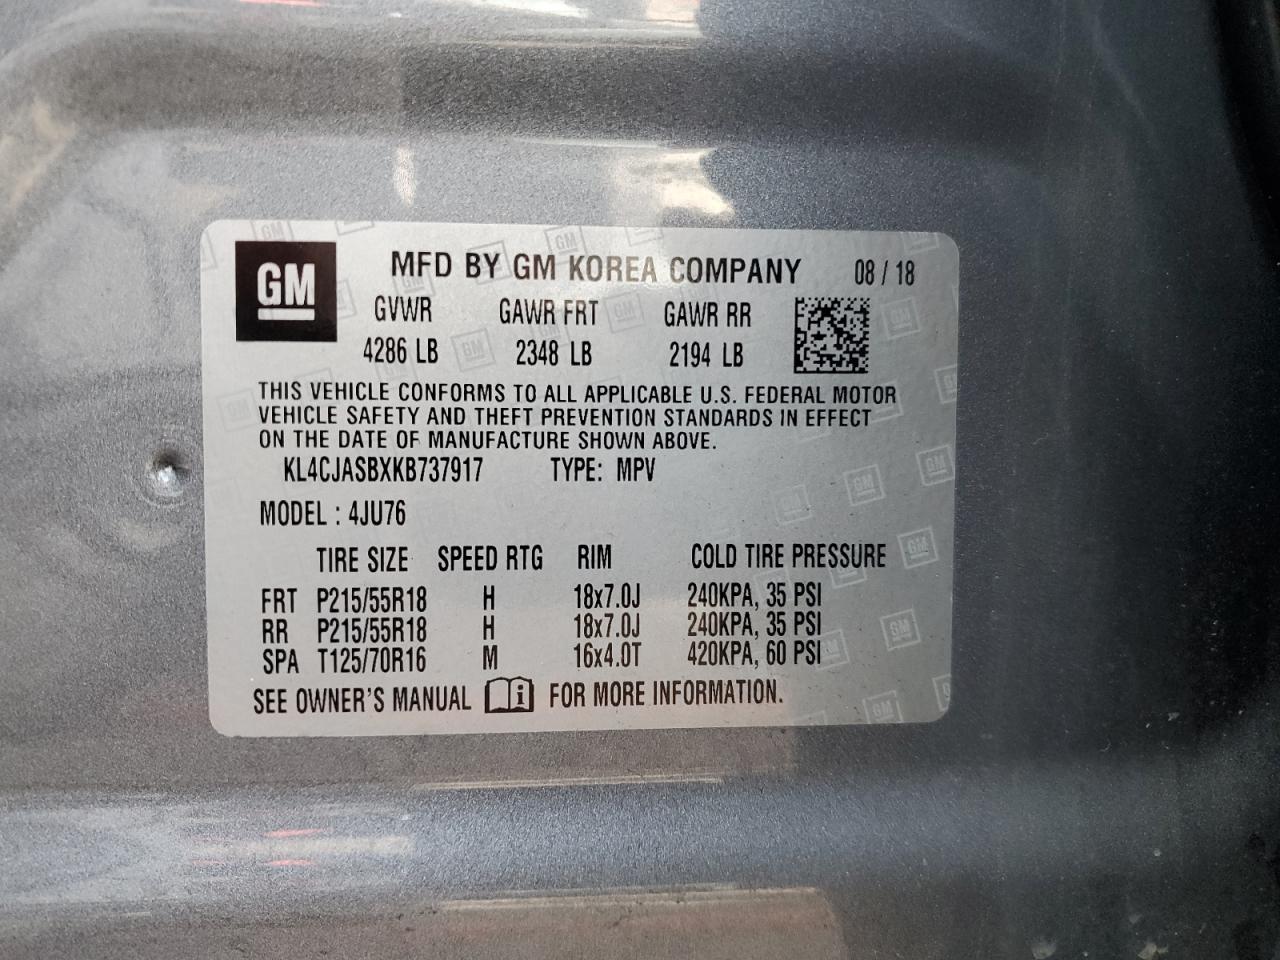 GM
MFD BY GM KOREA COMPANY 08 / 18
GVWR GAWR FRT GAWR RR
4286 LB 2348 LB 2194 LB
THIS VEHICLE CONFORMS TO ALL APPLICABLE U.S. FEDERAL MOTOR
VEHICLE SAFETY AND THEFT PREVENTION STANDARDS IN EFFECT
ON THE DATE OF MANUFACTURE SHOWN ABOVE.
KL4CJASBXKB737917 TYPE: MPV
MODEL : 4JU76
TIRE SIZE SPEED RTG RIM COLD TIRE PRESSURE
FRT P215/55R18 H 18x7.0J 240KPA, 35 PSI
RR P215/55R18 H 18x7.0J 240KPA, 35 PSI
SPA T125/70R16 M 16x4.0T 420KPA, 60 PSI
SEE OWNER'S MANUAL i FOR MORE INFORMATION.